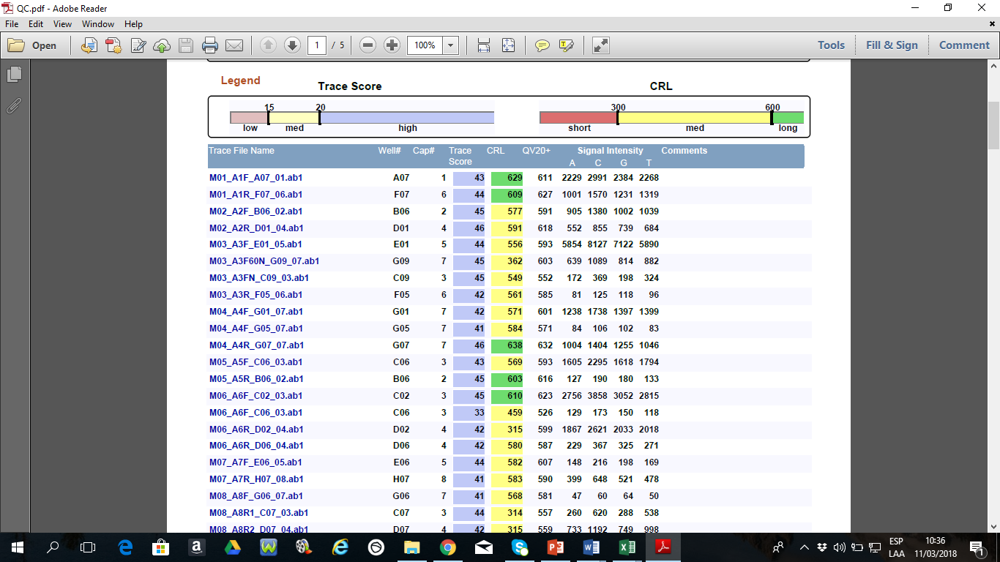 QC.pdf - Adobe Reader
File Edit View Window Help
Open 1 / 5 100% Tools Fill & Sign Comment
Legend
Trace Score CRL
15 20 300 600
low med high short med long
Trace File Name Well# Cap# Trace Score CRL QV20+ Signal Intensity Comments
A C G T
M01_A1F_A07_01.ab1 A07 1 43 629 611 2229 2991 2384 2268
M01_A1R_F07_06.ab1 F07 6 44 609 627 1001 1570 1231 1319
M02_A2F_B06_02.ab1 B06 2 45 577 591 905 1380 1002 1039
M02_A2R_D01_04.ab1 D01 4 46 591 618 552 855 739 684
M03_A3F_E01_05.ab1 E01 5 44 556 593 5854 8127 7122 5890
M03_A3F60N_G09_07.ab1 G09 7 45 362 603 639 1089 814 882
M03_A3FN_C09_03.ab1 C09 3 45 549 552 172 369 198 324
M03_A3R_F05_06.ab1 F05 6 42 561 585 81 125 118 96
M04_A4F_G01_07.ab1 G01 7 42 571 601 1238 1738 1397 1399
M04_A4F_G05_07.ab1 G05 7 41 584 571 84 106 102 83
M04_A4R_G07_07.ab1 G07 7 46 638 632 1004 1404 1255 1046
M05_A5F_C06_03.ab1 C06 3 43 569 593 1605 2295 1618 1794
M05_A5R_B06_02.ab1 B06 2 45 603 616 127 190 180 133
M06_A6F_C02_03.ab1 C02 3 45 610 623 2756 3858 3052 2815
M06_A6F_C06_03.ab1 C06 3 33 459 526 129 173 150 118
M06_A6R_D02_04.ab1 D02 4 42 315 599 1867 2621 2033 2018
M06_A6R_D06_04.ab1 D06 4 42 580 587 229 367 325 271
M07_A7F_E06_05.ab1 E06 5 44 582 607 148 216 198 169
M07_A7R_H07_08.ab1 H07 8 41 583 590 399 648 521 478
M08_A8F_G06_07.ab1 G06 7 41 568 581 47 60 64 50
M08_A8R1_C07_03.ab1 C07 3 44 314 557 260 620 288 538
M08_A8R2_D07_04.ab1 D07 4 42 315 559 733 1192 749 998
ESP 10:36
LAA 11/03/2018 1